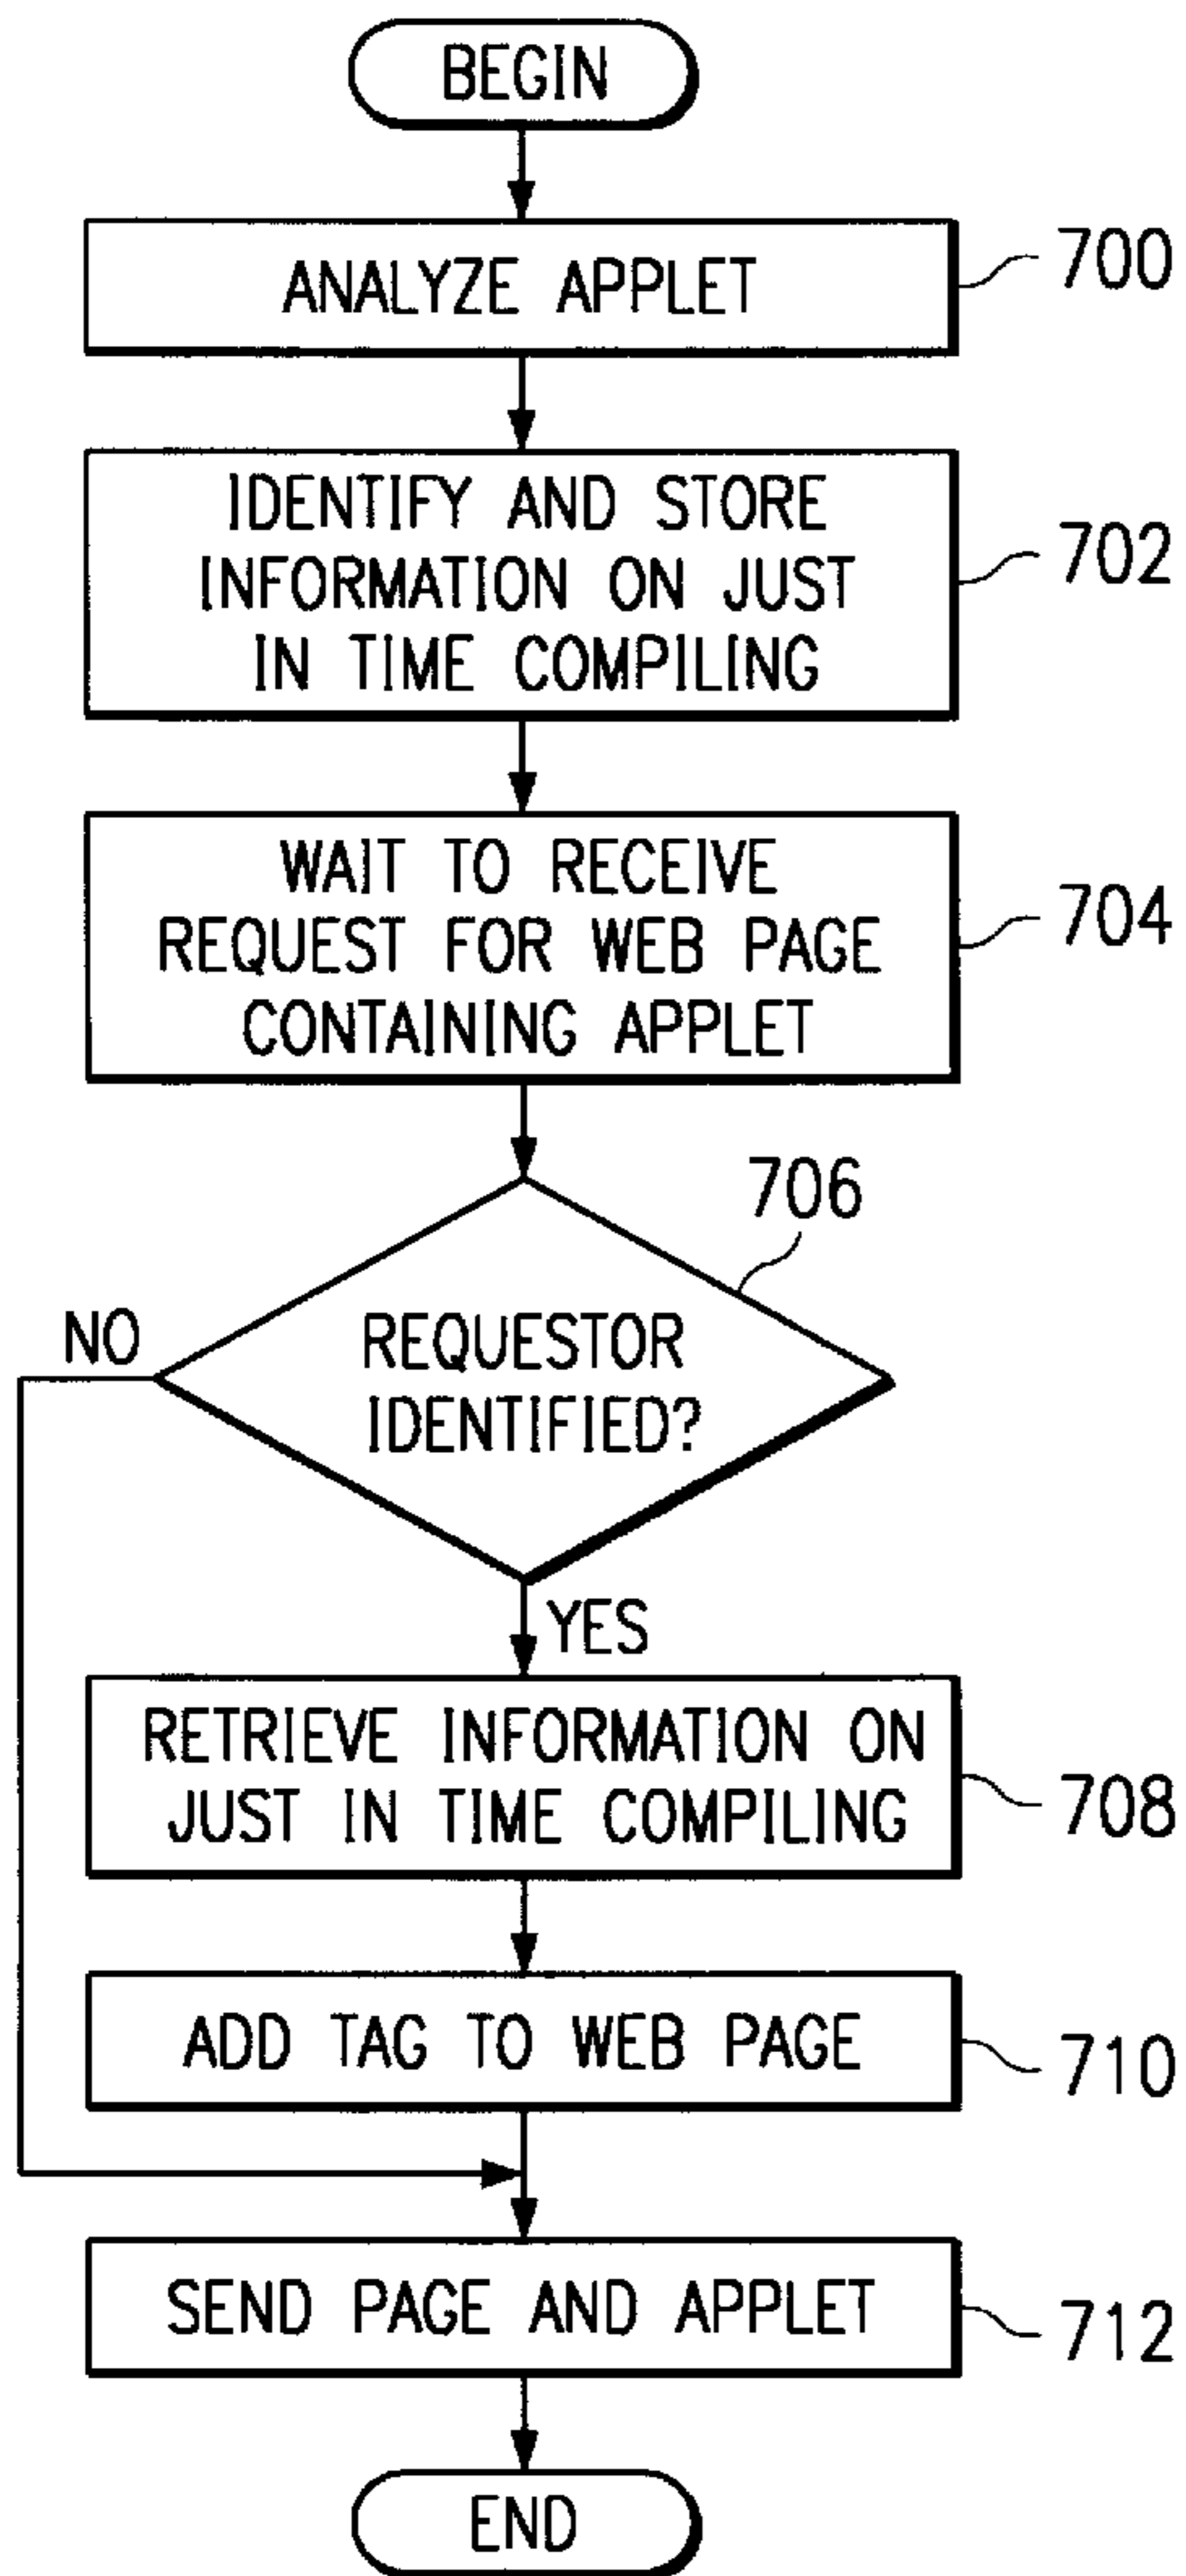 BEGIN
ANALYZE APPLET
700
IDENTIFY AND STORE
INFORMATION ON JUST
IN TIME COMPILING
702
WAIT TO RECEIVE
REQUEST FOR WEB PAGE
CONTAINING APPLET
704
706
NO
REQUESTOR
IDENTIFIED?
YES
RETRIEVE INFORMATION ON
JUST IN TIME COMPILING
708
ADD TAG TO WEB PAGE
710
SEND PAGE AND APPLET
712
END